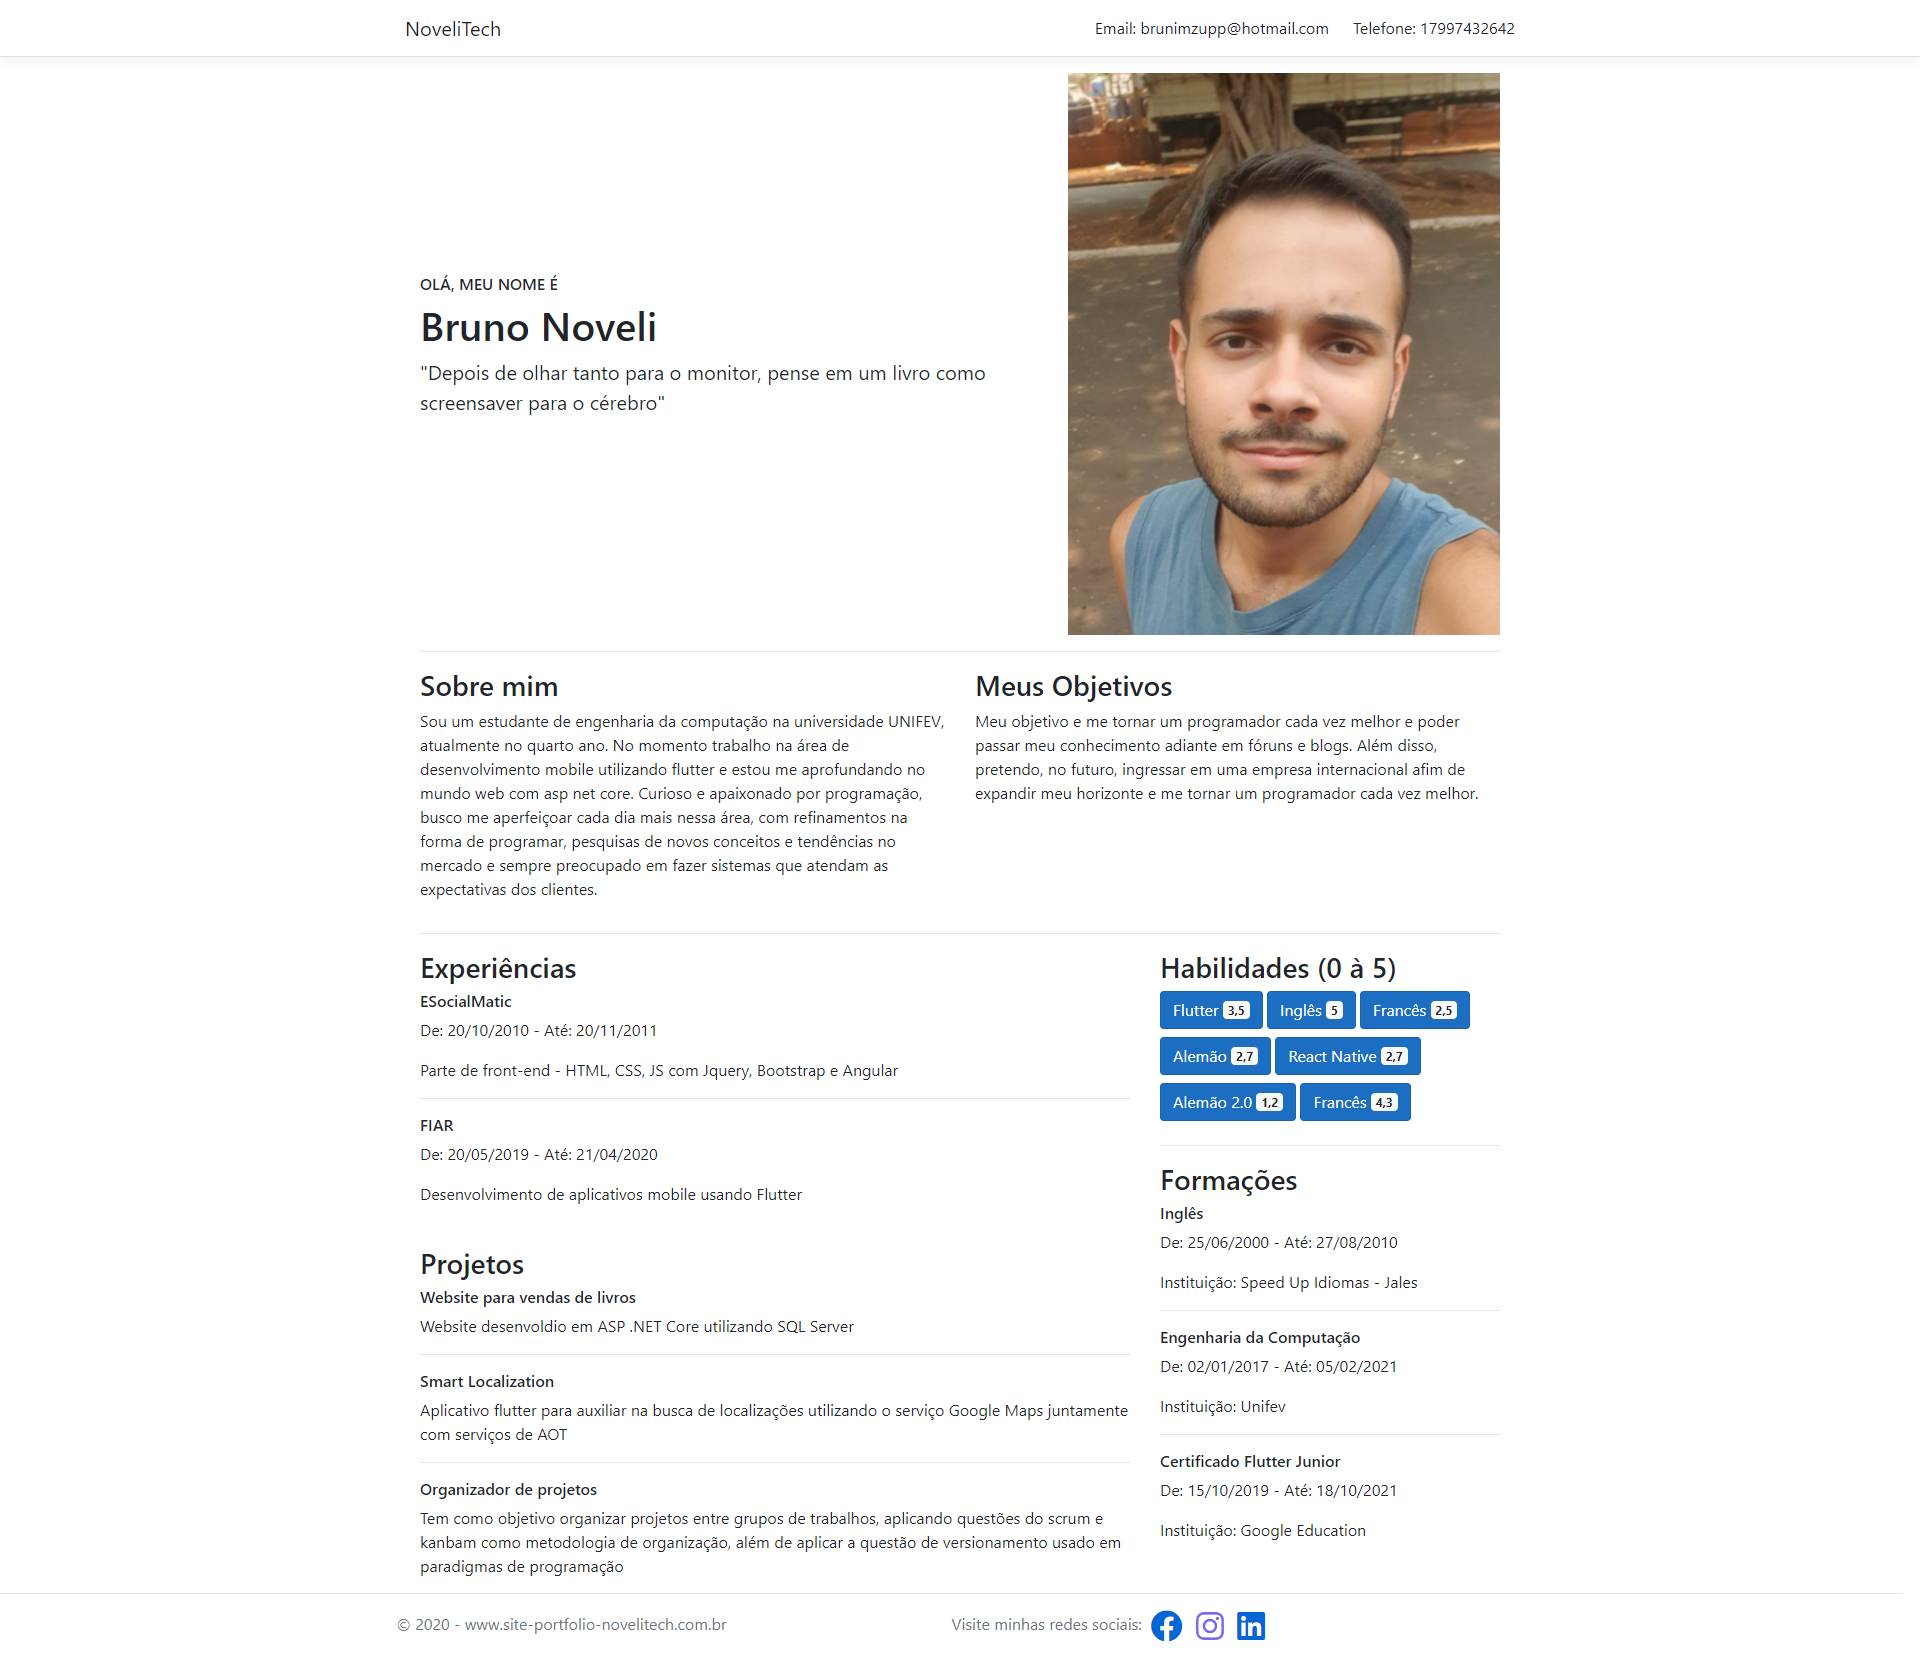 NoveliTech
Email: brunimzupp@hotmail.com Telefone: 17997432642
OLÁ, MEU NOME É
Bruno Noveli
"Depois de olhar tanto para o monitor, pense em um livro como
screensaver para o cérebro"
Sobre mim
Sou um estudante de engenharia da computação na universidade UNIFEV,
atualmente no quarto ano. No momento trabalho na área de
desenvolvimento mobile utilizando flutter e estou me aprofundando no
mundo web com asp net core. Curioso e apaixonado por programação,
busco me aperfeiçoar cada dia mais nessa área, com refinamentos na
forma de programar, pesquisas de novos conceitos e tendências no
mercado e sempre preocupado em fazer sistemas que atendam as
expectativas dos clientes.
Meus Objetivos
Meu objetivo e me tornar um programador cada vez melhor e poder
passar meu conhecimento adiante em fóruns e blogs. Além disso,
pretendo, no futuro, ingressar em uma empresa internacional afim de
expandir meu horizonte e me tornar um programador cada vez melhor.
Experiências
ESocialMatic
De: 20/10/2010 - Até: 20/11/2011
Parte de front-end - HTML, CSS, JS com Jquery, Bootstrap e Angular
FIAR
De: 20/05/2019 - Até: 21/04/2020
Desenvolvimento de aplicativos mobile usando Flutter
Projetos
Website para vendas de livros
Website desenvoldio em ASP .NET Core utilizando SQL Server
Smart Localization
Aplicativo flutter para auxiliar na busca de localizações utilizando o serviço Google Maps juntamente
com serviços de AOT
Organizador de projetos
Tem como objetivo organizar projetos entre grupos de trabalhos, aplicando questões do scrum e
kanbam como metodologia de organização, além de aplicar a questão de versionamento usado em
paradigmas de programação
Habilidades (0 à 5)
Flutter 3,5 Inglês 5 Francês 2,5
Alemão 2,7 React Native 2,7
Alemão 2.0 1,2 Francês 4,3
Formações
Inglês
De: 25/06/2000 - Até: 27/08/2010
Instituição: Speed Up Idiomas - Jales
Engenharia da Computação
De: 02/01/2017 - Até: 05/02/2021
Instituição: Unifev
Certificado Flutter Junior
De: 15/10/2019 - Até: 18/10/2021
Instituição: Google Education
© 2020 - www.site-portfolio-novelitech.com.br
Visite minhas redes sociais: